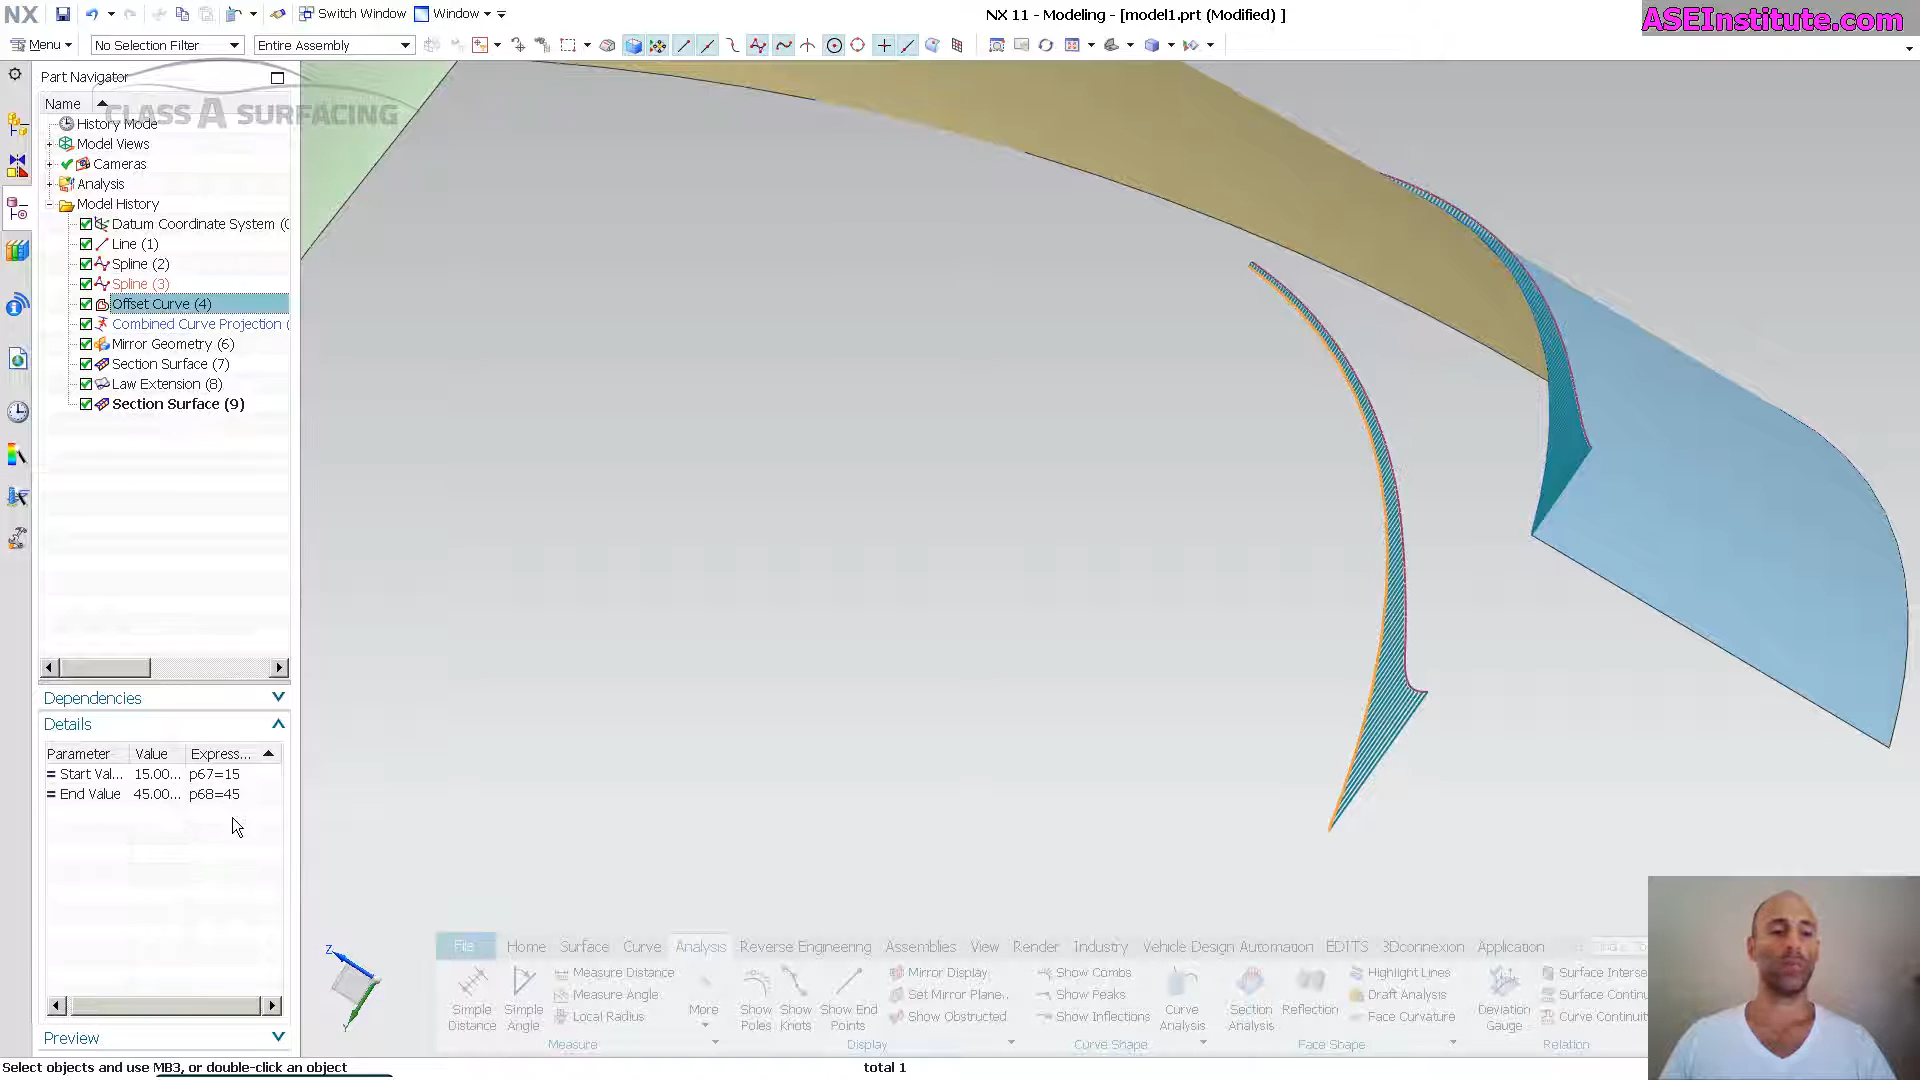 NX
Switch Window
Window
NX 11 - Modeling - [model1.prt (Modified) ]
ASEInstitute.com
Menu
No Selection Filter
Entire Assembly
Part Navigator
CLASS A SURFACING
Name
History Mode
Model Views
Cameras
Analysis
Model History
Datum Coordinate System (0
Line (1)
Spline (2)
Spline (3)
Offset Curve (4)
Combined Curve Projection (
Mirror Geometry (6)
Section Surface (7)
Law Extension (8)
Section Surface (9)
Dependencies
Details
Parameter Value Express...
Start Val... 15.00... p67=15
End Value 45.00... p68=45
Preview
Z
Y
File Home Surface Curve Analysis Reverse Engineering Assemblies View Render Industry Vehicle Design Automation EDITS 3Dconnexion Application
Simple Distance
Simple Angle
Measure Distance
Measure Angle
Local Radius
More
Measure
Show Poles
Show Knots
Show End Points
Mirror Display
Set Mirror Plane..
Show Obstructed
Display
Show Combs
Show Peaks
Show Inflections
Curve Analysis
Curve Shape
Section Analysis
Reflection
Highlight Lines
Draft Analysis
Face Curvature
Face Shape
Deviation Gauge
Surface Interse
Surface Continu
Curve Continuit
Relation
Select objects and use MB3, or double-click an object
total 1